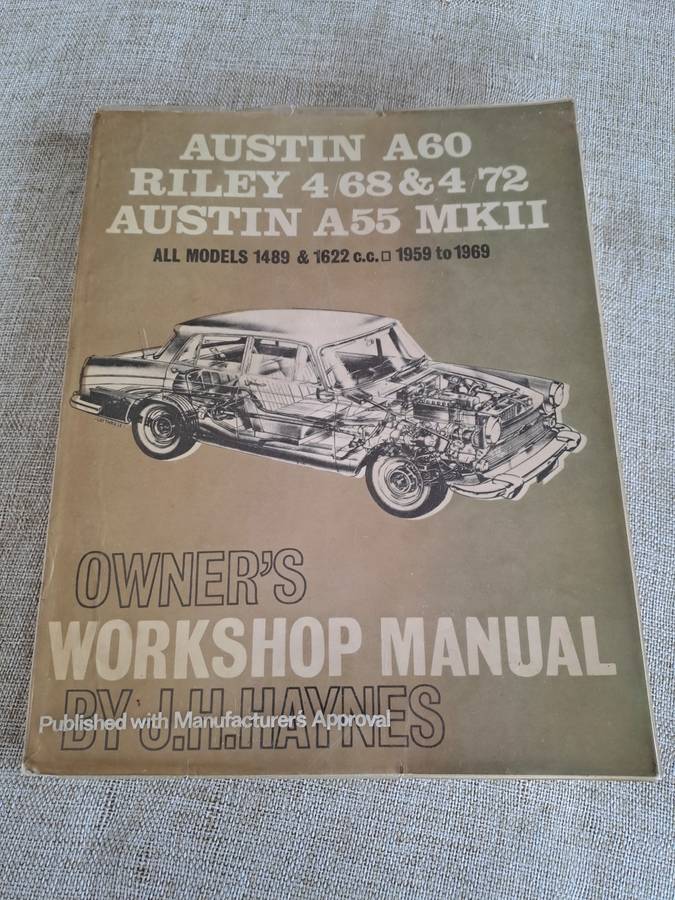 AUSTIN A60
RILEY 4/68 & 4/72
AUSTIN A55 MKII
ALL MODELS 1489 & 1622 c.c. □ 1959 to 1969
OWNER'S
WORKSHOP MANUAL
BY J.H.HAYNES
Published with Manufacturer's Approval